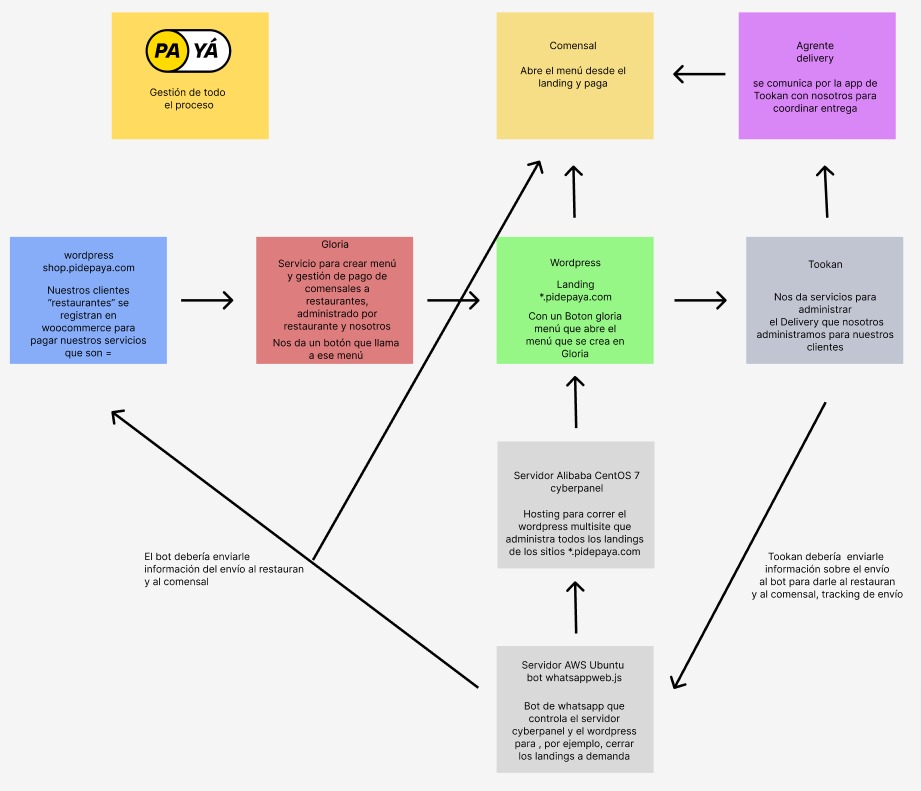 PA YÁ
Gestión de todo
el proceso
Comensal
Abre el menú desde el
landing y paga
Agrente
delivery
se comunica por la app de
Tookan con nosotros para
coordinar entrega
wordpress
shop.pidepaya.com
Nuestros clientes
“restaurantes” se
registran en
woocommerce para
pagar nuestros servicios
que son =
Gloria
Servicio para crear menú
y gestión de pago de
comensales a
restaurantes,
administrado por
restaurante y nosotros
Nos da un botón que llama
a ese menú
Wordpress
Landing
*.pidepaya.com
Con un Boton gloria
menú que abre el
menú que se crea en
Gloria
Tookan
Nos da servicios para
administrar
el Delivery que nosotros
administramos para nuestros
clientes
Servidor Alibaba CentOS 7
cyberpanel
Hosting para correr el
wordpress multisite que
administra todos los landings
de los sitios *.pidepaya.com
El bot debería enviarle
información del envío al restauran
y al comensal
Tookan debería  enviarle
información sobre el envío
al bot para darle al restauran
y al comensal, tracking de envío
Servidor AWS Ubuntu
bot whatsappweb.js
Bot de whatsapp que
controla el servidor
cyberpanel y el wordpress
para , por ejemplo, cerrar
los landings a demanda